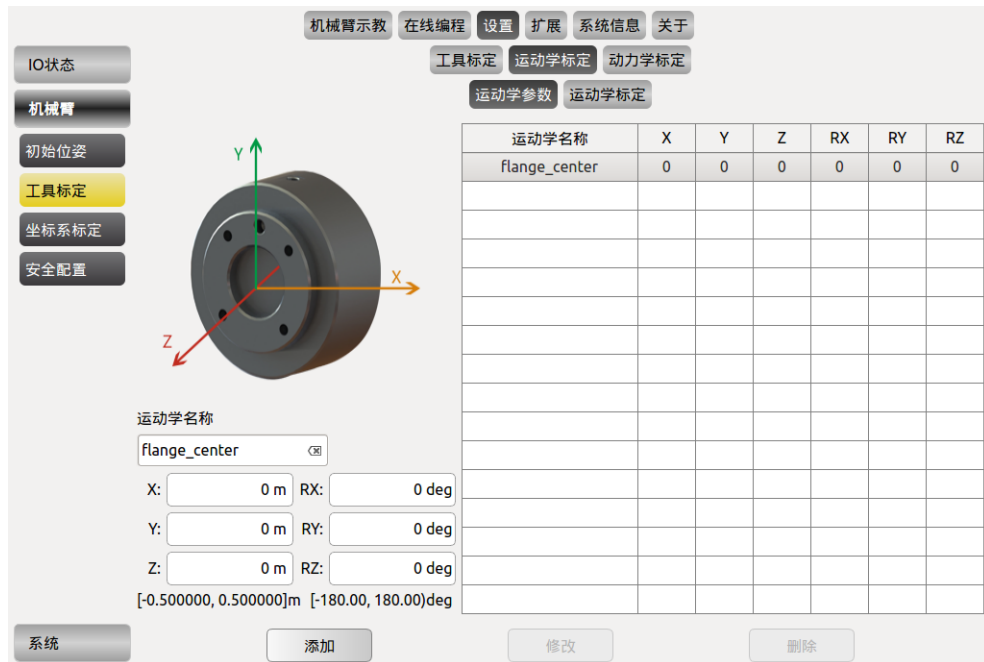 机械臂示教 在线编程 设置 扩展 系统信息 关于
工具标定 运动学标定 动力学标定
运动学参数 运动学标定
IO状态
机械臂
初始位姿
工具标定
坐标系标定
安全配置
系统
Y
X
Z
运动学名称
flange_center
X: 0 m RX: 0 deg
Y: 0 m RY: 0 deg
Z: 0 m RZ: 0 deg
[-0.500000, 0.500000]m [-180.00, 180.00)deg
运动学名称 X Y Z RX RY RZ
flange_center 0 0 0 0 0 0
添加 修改 删除